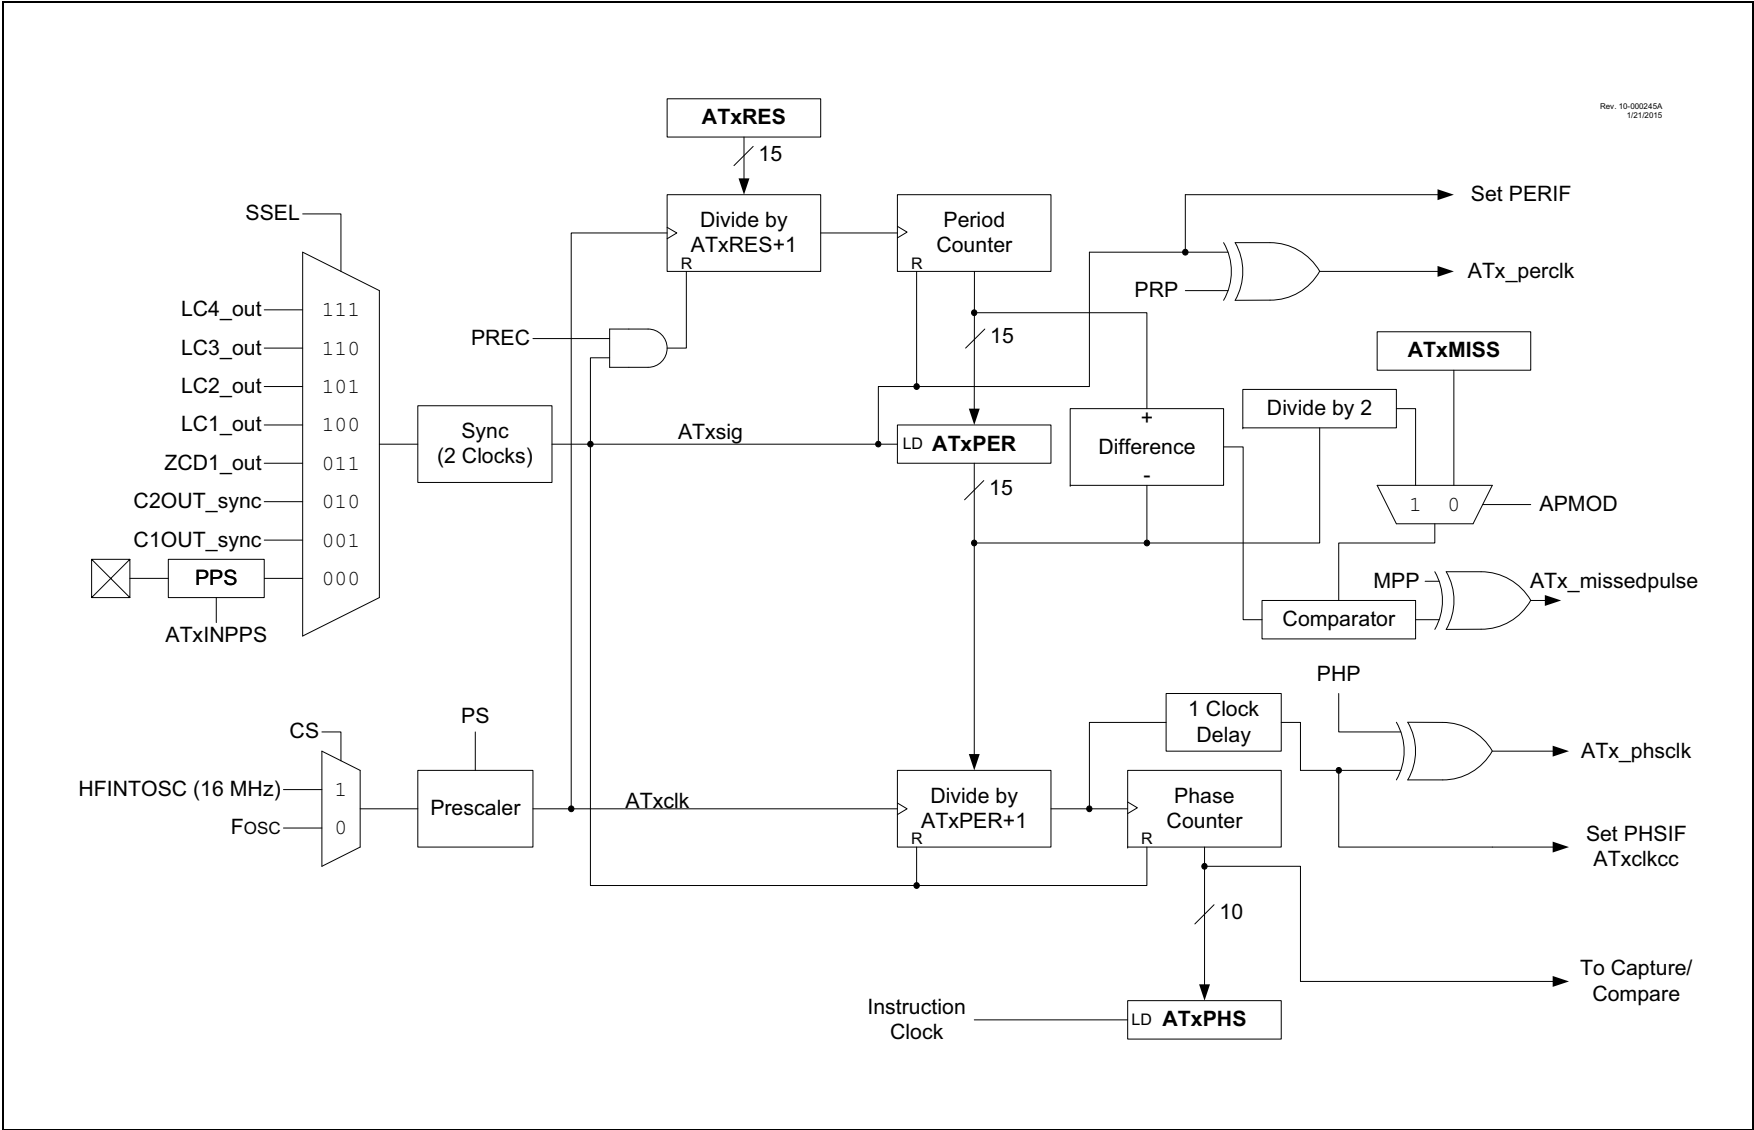 Rev. 10-000245A
1/21/2015
ATxRES
15
SSEL
Divide by
ATxRES+1
R
Period
Counter
R
Set PERIF
ATx_perclk
PRP
LC4_out
111
LC3_out
110
LC2_out
101
LC1_out
100
ZCD1_out
011
C2OUT_sync
010
C1OUT_sync
001
PPS
000
ATxINPPS
PREC
15
ATxMISS
Divide by 2
Sync
(2 Clocks)
ATxsig
LD ATxPER
15
+
Difference
-
1 0
APMOD
MPP
ATx_missedpulse
Comparator
PHP
CS
PS
1 Clock
Delay
ATx_phsclk
HFINTOSC (16 MHz)
1
FOSC
0
Prescaler
ATxclk
Divide by
ATxPER+1
R
Phase
Counter
R
Set PHSIF
ATxclkcc
10
To Capture/
Compare
Instruction
Clock
LD ATxPHS